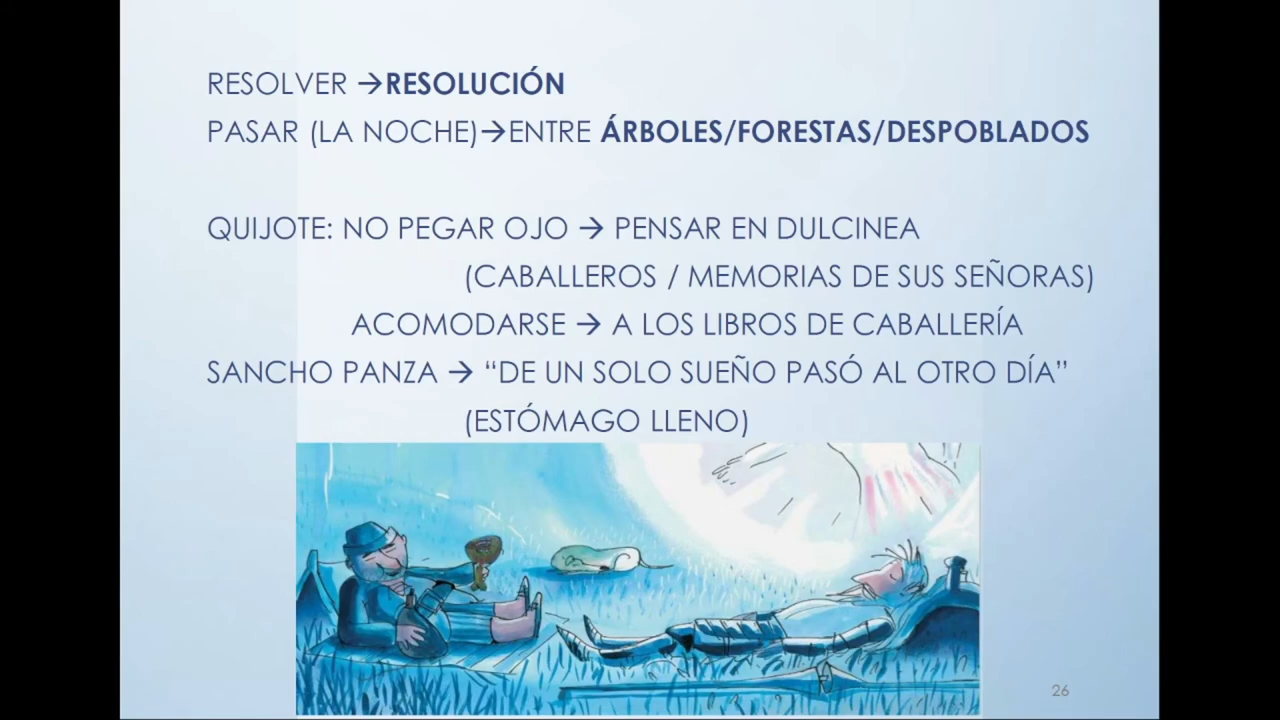 RESOLVER →RESOLUCIÓN
PASAR (LA NOCHE)→ENTRE ÁRBOLES/FORESTAS/DESPOBLADOS
QUIJOTE: NO PEGAR OJO → PENSAR EN DULCINEA
(CABALLEROS / MEMORIAS DE SUS SEÑORAS)
ACOMODARSE → A LOS LIBROS DE CABALLERÍA
SANCHO PANZA → “DE UN SOLO SUEÑO PASÓ AL OTRO DÍA”
(ESTÓMAGO LLENO)
26